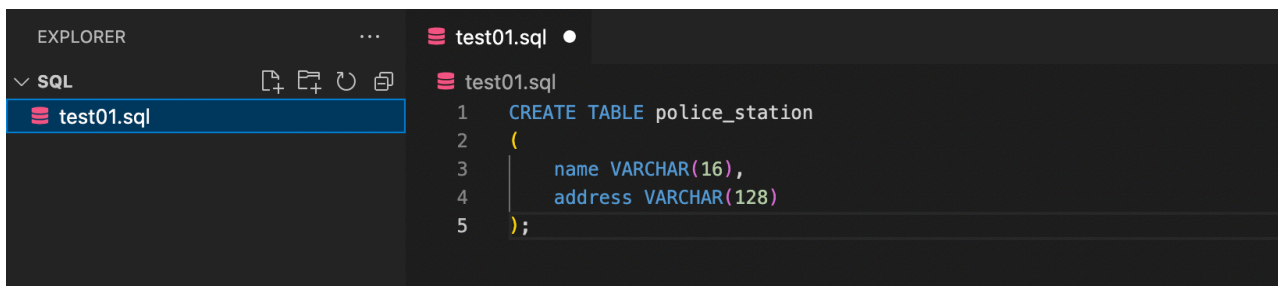 EXPLORER ...
SQL
test01.sql
test01.sql
test01.sql
1 CREATE TABLE police_station
2 (
3 name VARCHAR(16),
4 address VARCHAR(128)
5 );